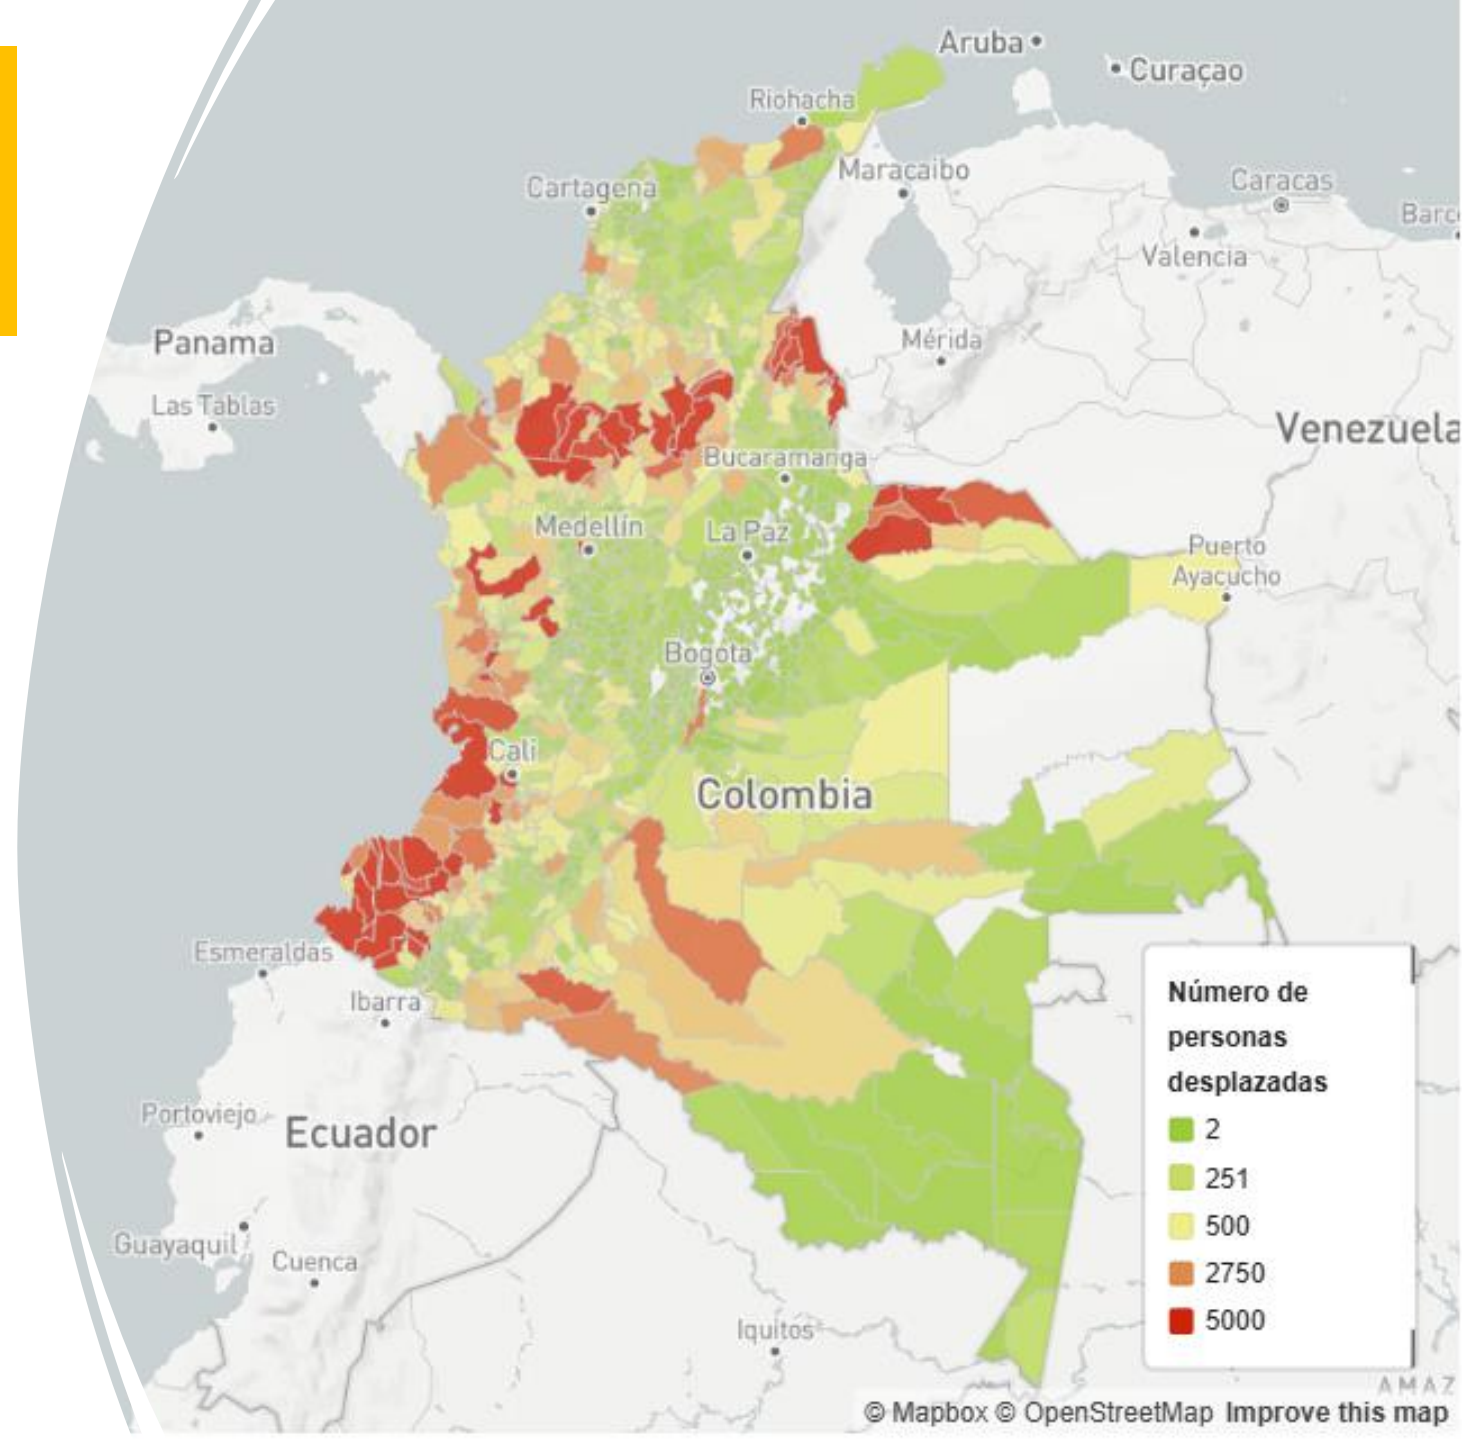 Aruba
Curaçao
Riohacha
Maracaibo
Cartagena
Caracas
Barc
Valencia
Panama
Mérida
Las Tablas
Venezuela
Bucaramanga
Medellín
La Paz
Puerto
Ayacucho
Bogota
Cali
Colombia
Esmeraldas
Ibarra
Número de
personas
desplazadas
2
251
500
2750
5000
Portoviejo
Ecuador
Guayaquil
Cuenca
Iquitos
AMAZ
© Mapbox © OpenStreetMap Improve this map